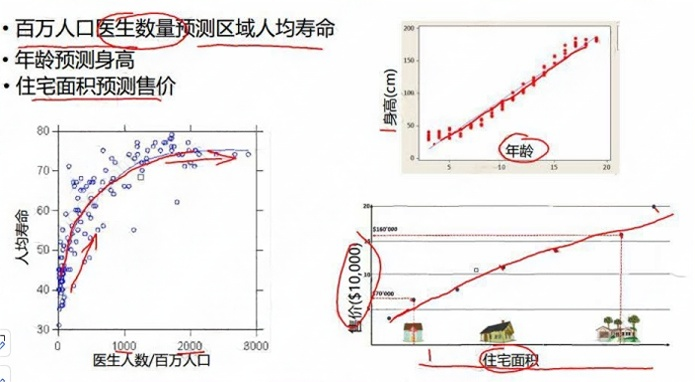 • 百万人口医生数量预测区域人均寿命
• 年龄预测身高
• 住宅面积预测售价
200
150
100
50
0
身高(cm)
年龄
5
10
15
20
80
70
60
50
40
30
人均寿命
0
1000
2000
3000
医生人数/百万人口
20
$160'000
15
10
$70'000
售价($10,000)
住宅面积